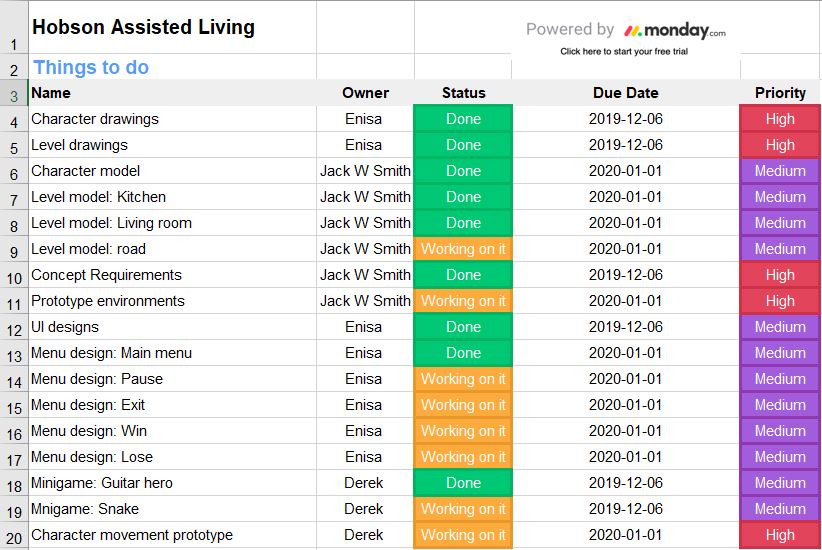 1 Hobson Assisted Living Powered by monday.com
Click here to start your free trial
2 Things to do
3 Name Owner Status Due Date Priority
4 Character drawings Enisa Done 2019-12-06 High
5 Level drawings Enisa Done 2019-12-06 High
6 Character model Jack W Smith Done 2020-01-01 Medium
7 Level model: Kitchen Jack W Smith Done 2020-01-01 Medium
8 Level model: Living room Jack W Smith Done 2020-01-01 Medium
9 Level model: road Jack W Smith Working on it 2020-01-01 Medium
10 Concept Requirements Jack W Smith Done 2019-12-06 High
11 Prototype environments Jack W Smith Working on it 2020-01-01 High
12 UI designs Enisa Done 2019-12-06 Medium
13 Menu design: Main menu Enisa Done 2020-01-01 Medium
14 Menu design: Pause Enisa Working on it 2020-01-01 Medium
15 Menu design: Exit Enisa Working on it 2020-01-01 Medium
16 Menu design: Win Enisa Working on it 2020-01-01 Medium
17 Menu design: Lose Enisa Working on it 2020-01-01 Medium
18 Minigame: Guitar hero Derek Done 2019-12-06 Medium
19 Mnigame: Snake Derek Working on it 2019-12-06 Medium
20 Character movement prototype Derek Working on it 2020-01-01 High